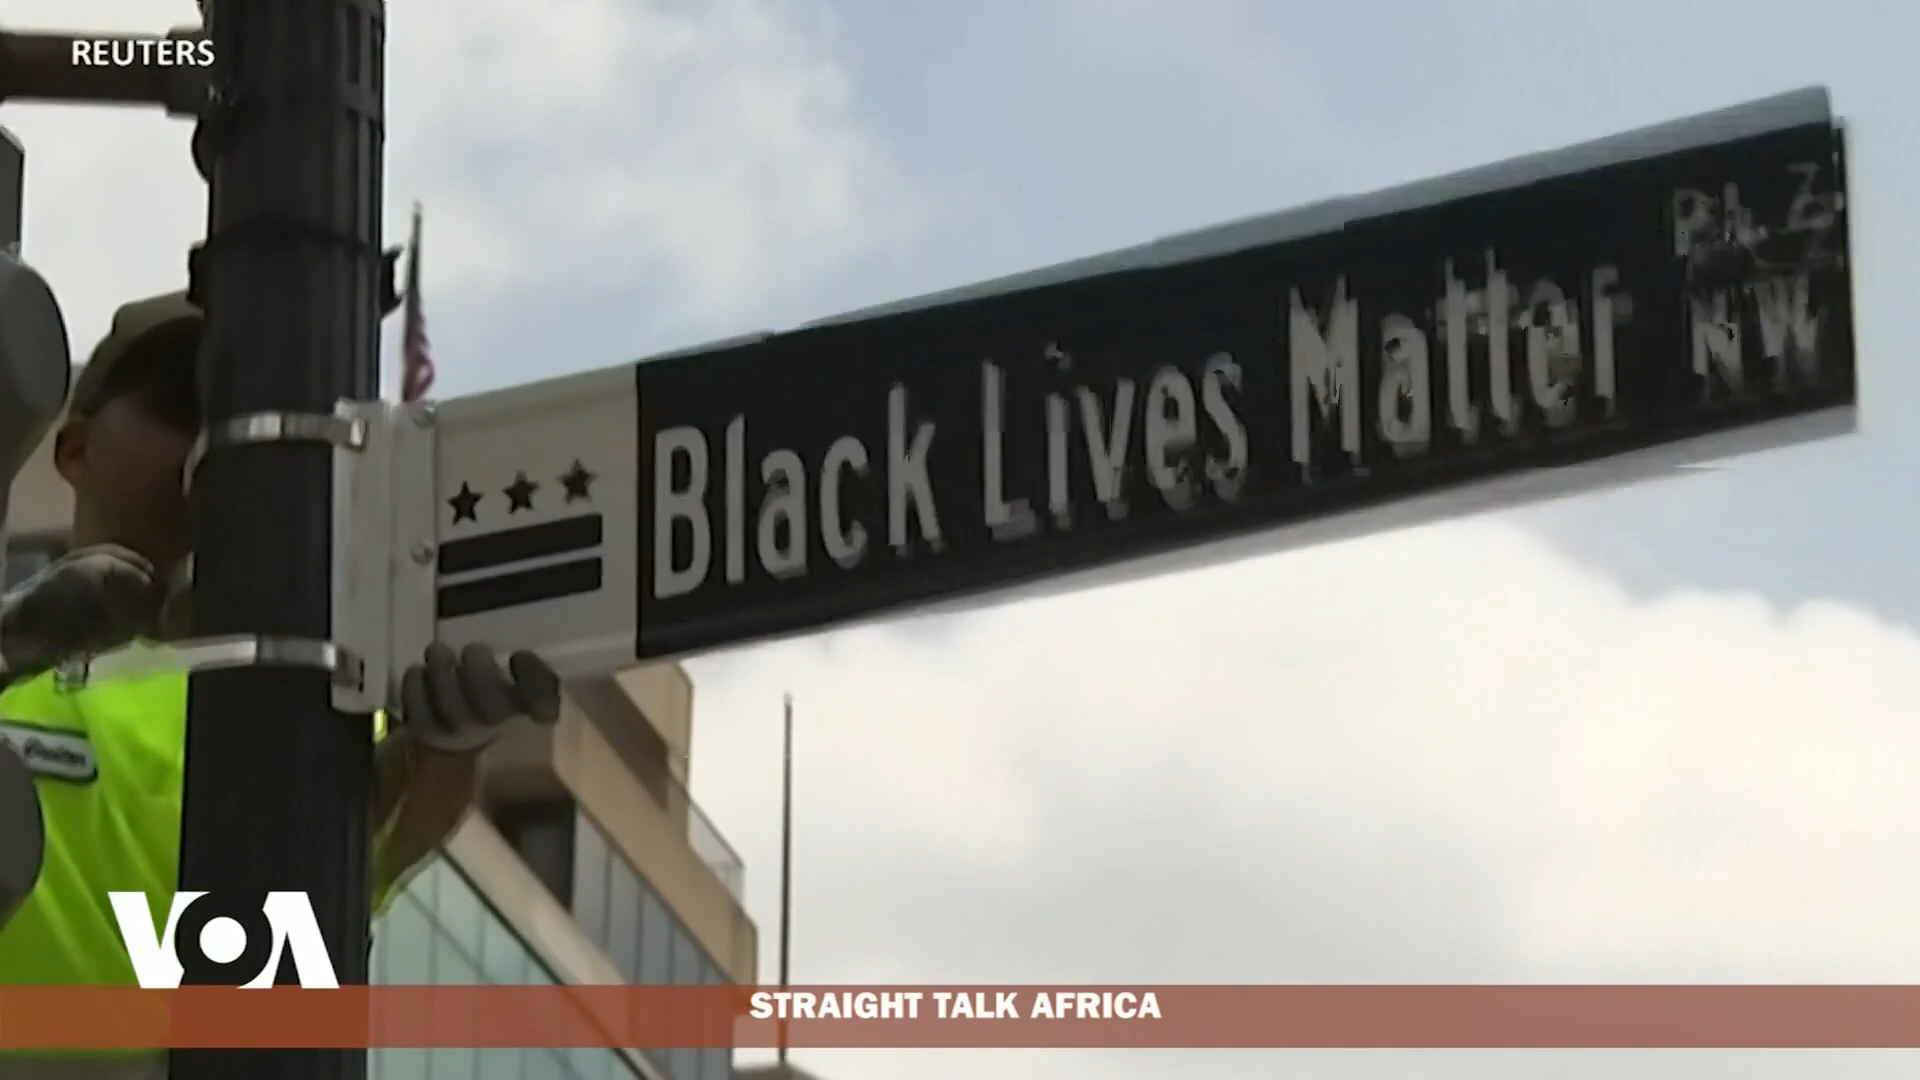 REUTERS
Black Lives Matter
NW
VOA
STRAIGHT TALK AFRICA